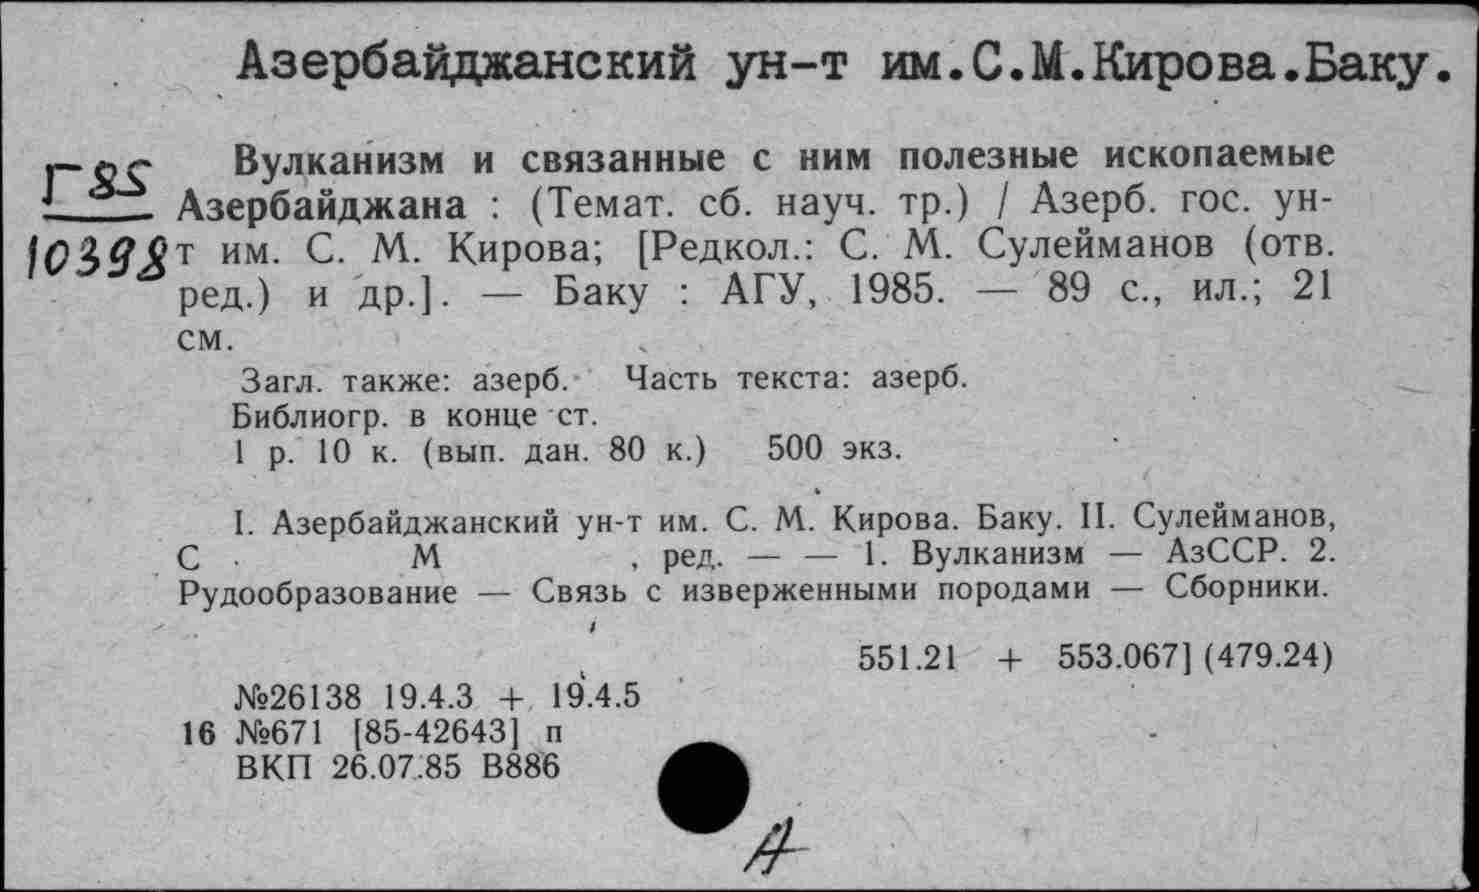 Азербайджанский ун-т им.С.М.Кирова.Баку.
Г85
10398
Вулканизм и связанные с ним полезные ископаемые
Азербайджана : (Темат. сб. науч. тр.) / Азерб. гос. ун-
т им. С. М. Кирова; [Редкол.: С. М. Сулейманов (отв.
ред.) и др.]. — Баку : АГУ, 1985. — 89 с., ил.; 21
см.
Загл. также: азерб. Часть текста: азерб.
Библиогр. в конце ст.
1 р. 10 к. (вып. дан. 80 к.) 500 экз.
I. Азербайджанский ун-т им. С. М. Кирова. Баку. II. Сулейманов,
С М , ред. — — 1. Вулканизм — АзССР. 2.
Рудообразование — Связь с изверженными породами — Сборники.
551.21 + 553.067] (479.24)
№26138 19.4.3 + 19.4.5
16 №671 [85-42643] п
ВКП 26.07.85 В886
А